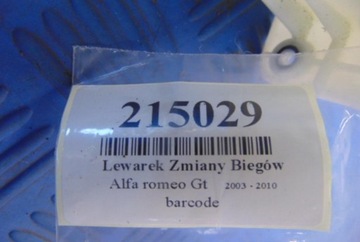 215029
Lewarek Zmiany Biegów
Alfa romeo Gt 2003 - 2010
barcode